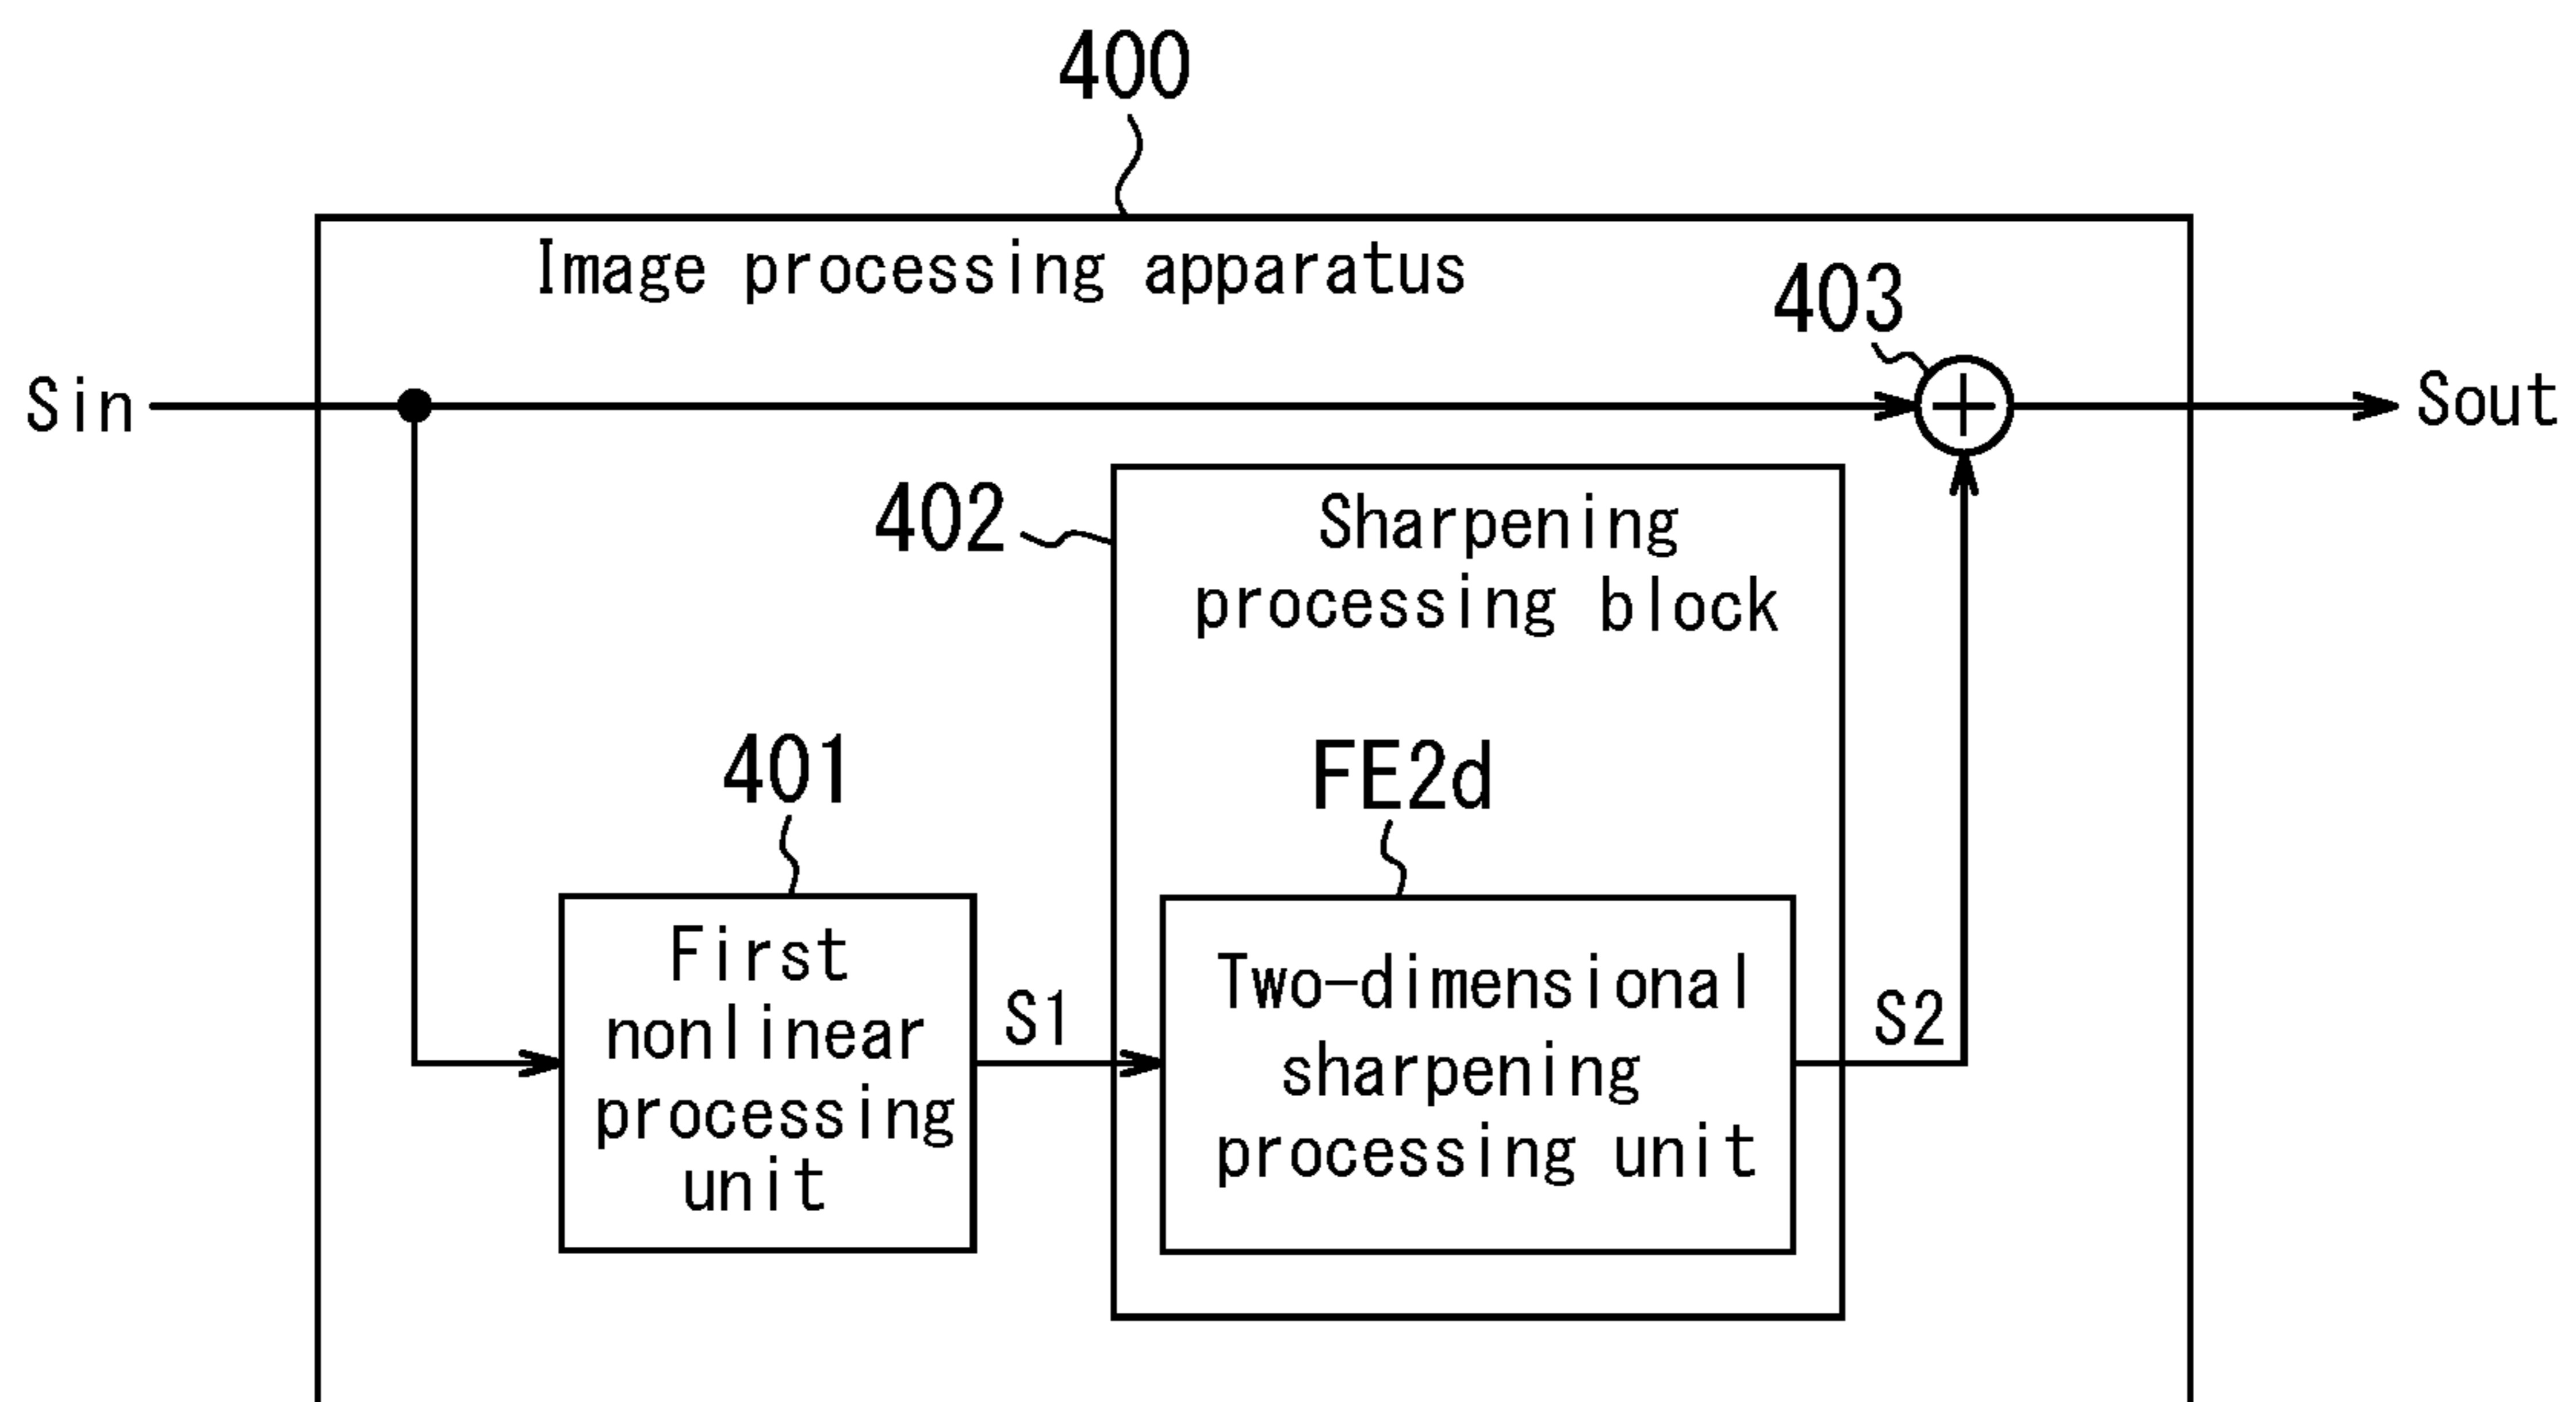 400
Image processing apparatus
403
Sin
Sout
402
Sharpening
processing block
401
FE2d
First
nonlinear
processing
unit
S1
Two-dimensional
sharpening
processing unit
S2